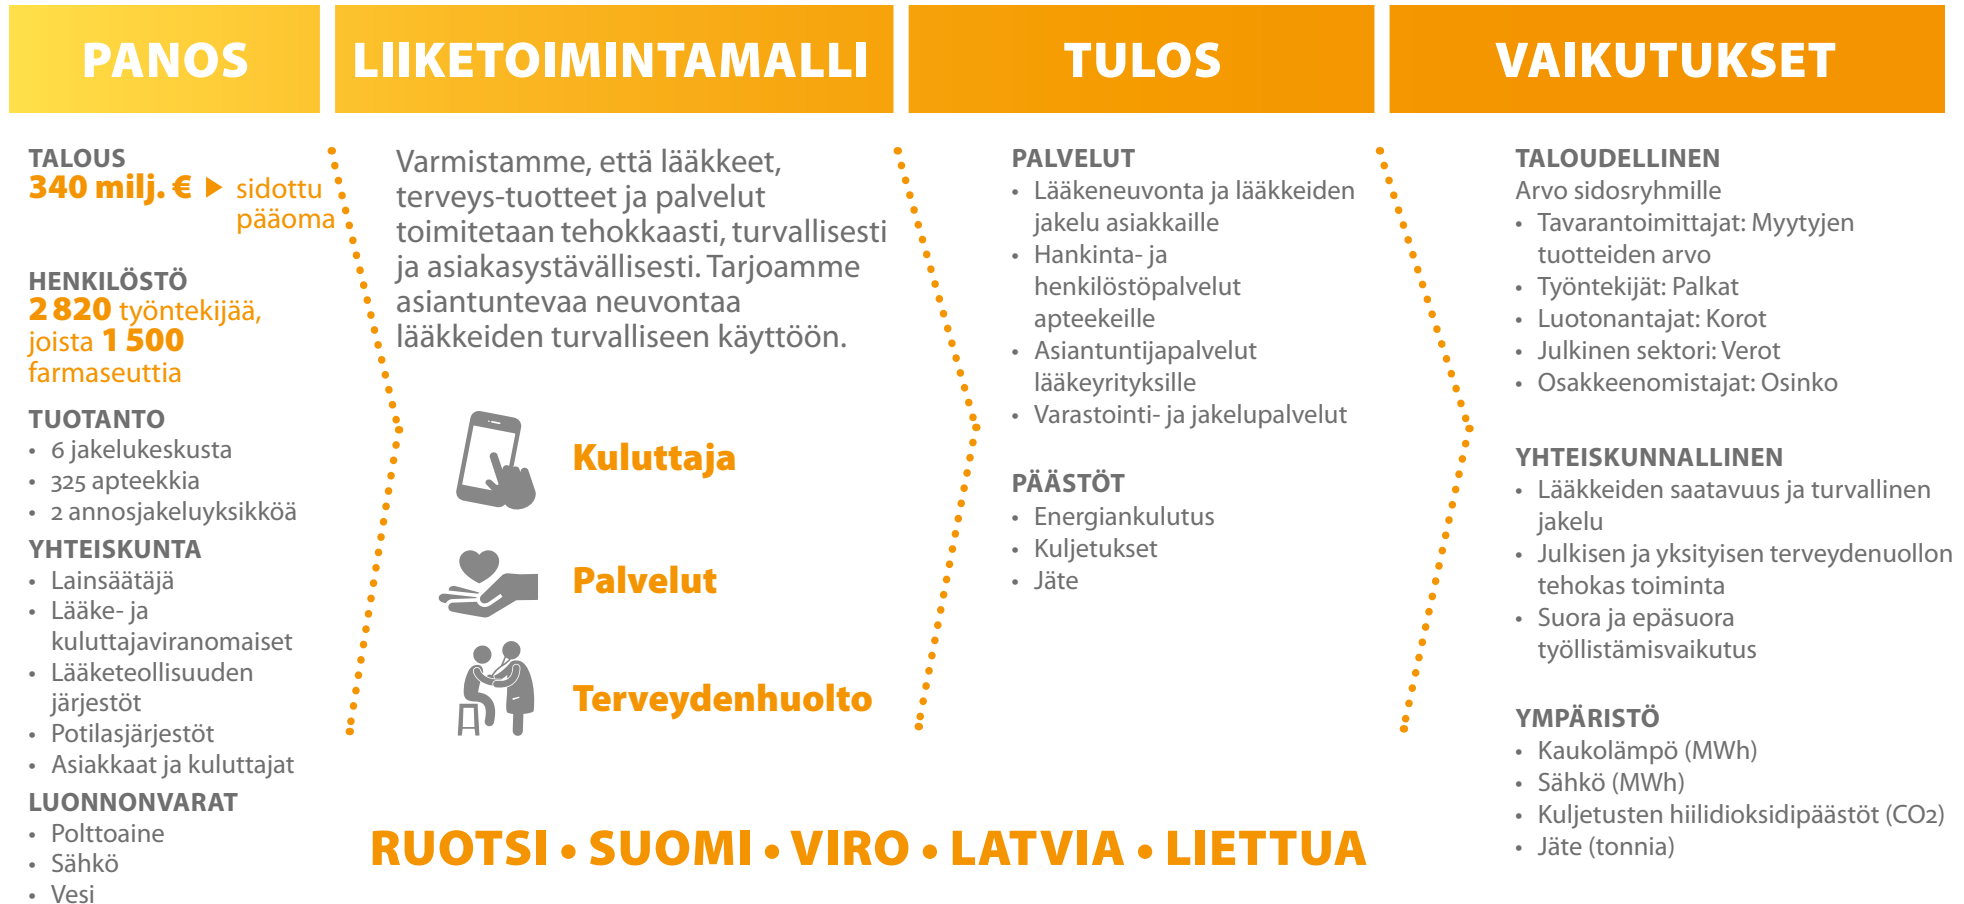 PANOS
LIIKETOIMINTAMALLI
TULOS
VAIKUTUKSET
TALOUS
340 milj. € sidottu
pääoma
HENKILÖSTÖ
2 820 työntekijää,
joista 1 500
farmaseuttia
TUOTANTO
• 6 jakelukeskusta
• 325 apteekkia
• 2 annosjakeluyksikköä
YHTEISKUNTA
• Lainsäätäjä
• Lääke- ja
kuluttajaviranomaiset
• Lääketeollisuuden
järjestöt
• Potilasjärjestöt
• Asiakkaat ja kuluttajat
LUONNONVARAT
• Polttoaine
• Sähkö
• Vesi
Varmistamme, että lääkkeet,
terveys-tuotteet ja palvelut
toimitetaan tehokkaasti, turvallisesti
ja asiakasystävällisesti. Tarjoamme
asiantuntevaa neuvontaa
lääkkeiden turvalliseen käyttöön.
Kuluttaja
Palvelut
Terveydenhuolto
PALVELUT
• Lääkeneuvonta ja lääkkeiden
jakelu asiakkaille
• Hankinta- ja
henkilöstöpalvelut
apteekeille
• Asiantuntijapalvelut
lääkeyrityksille
• Varastointi- ja jakelupalvelut
PÄÄSTÖT
• Energiankulutus
• Kuljetukset
• Jäte
TALOUDELLINEN
Arvo sidosryhmille
• Tavarantoimittajat: Myytyjen
tuotteiden arvo
• Työntekijät: Palkat
• Luotonantajat: Korot
• Julkinen sektori: Verot
• Osakkeenomistajat: Osinko
YHTEISKUNNALLINEN
• Lääkkeiden saatavuus ja turvallinen
jakelu
• Julkisen ja yksityisen terveydenuollon
tehokas toiminta
• Suora ja epäsuora
työllistämisvaikutus
YMPÄRISTÖ
• Kaukolämpö (MWh)
• Sähkö (MWh)
• Kuljetusten hiilidioksidipäästöt (CO2)
• Jäte (tonnia)
RUOTSI • SUOMI • VIRO • LATVIA • LIETTUA